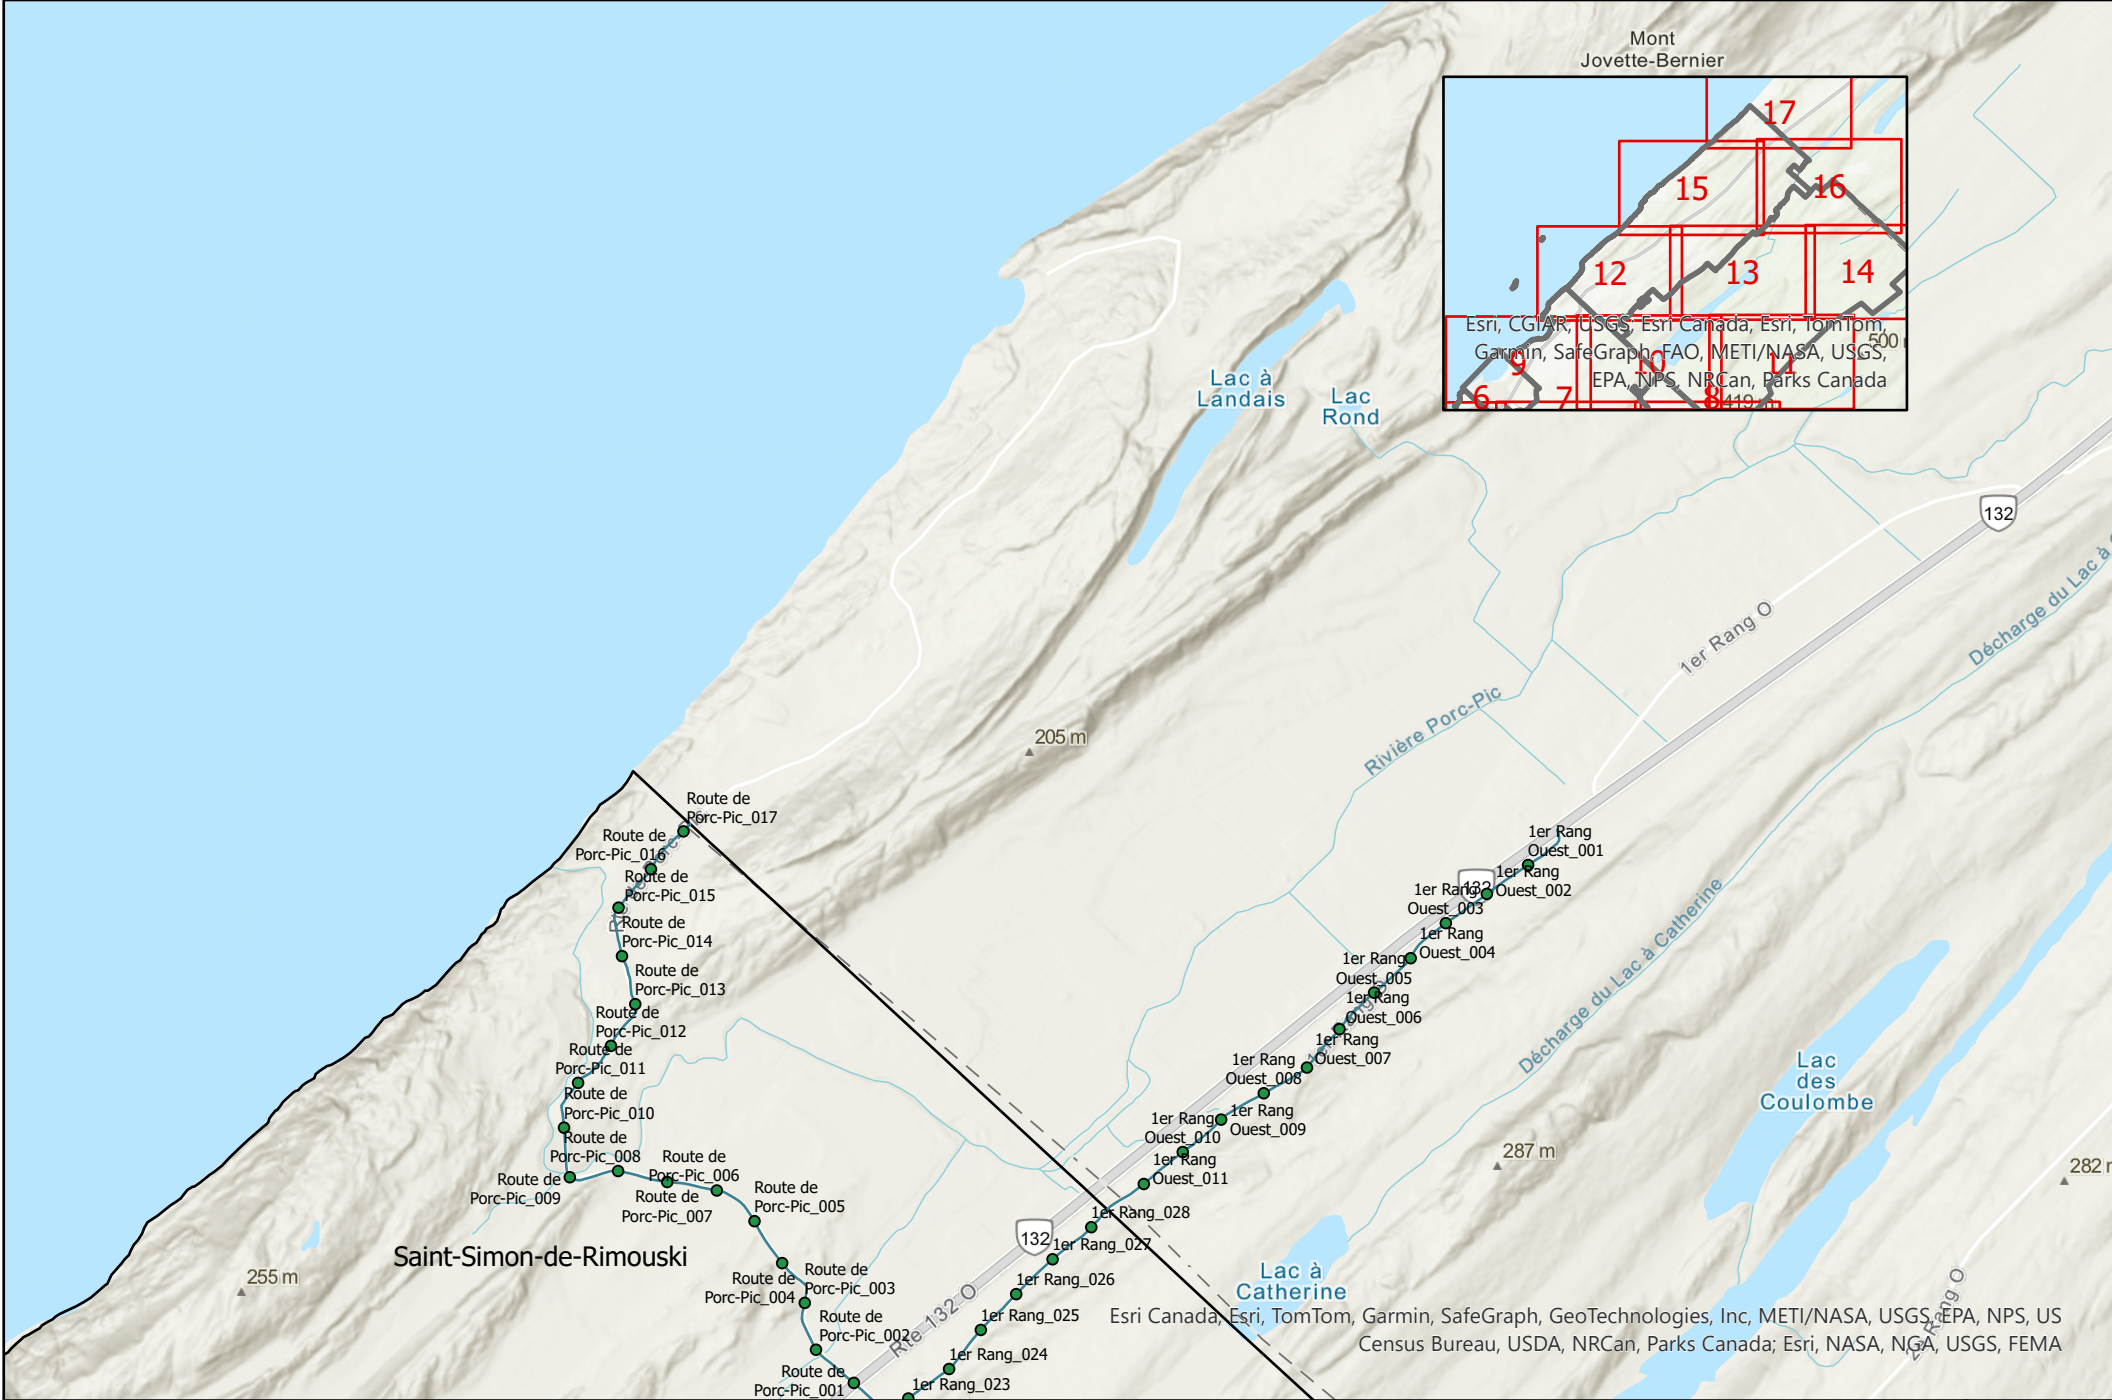 Mont
Jovette-Bernier
17
15
16
12
13
14
Esri, CGIAR, USGS; Esri Canada, Esri, TomTom,
Garmin, SafeGraph, FAO, METI/NASA, USGS,
EPA, NPS, NRCan, Parks Canada
9
10
11
6
7
8
419 m
500
Lac à
Landais
Lac
Rond
132
1er Rang O
Décharge du Lac à
Rivière Porc-Pic
205 m
Route de
Porc-Pic_017
Route de
Porc-Pic_016
Route de
Porc-Pic_015
Route de
Porc-Pic_014
Route de
Porc-Pic_013
Route de
Porc-Pic_012
Route de
Porc-Pic_011
Route de
Porc-Pic_010
Route de
Porc-Pic_008
Route de
Porc-Pic_009
Route de
Porc-Pic_006
Route de
Porc-Pic_007
Route de
Porc-Pic_005
Route de
Porc-Pic_004
Route de
Porc-Pic_003
Route de
Porc-Pic_002
Route de
Porc-Pic_001
1er Rang
Ouest_001
1er Rang
Ouest_002
132
1er Rang
Ouest_003
1er Rang
Ouest_004
1er Rang
Ouest_005
1er Rang
Ouest_006
1er Rang
Ouest_007
1er Rang
Ouest_008
1er Rang
Ouest_009
1er Rang
Ouest_010
1er Rang
Ouest_011
1er Rang_028
1er Rang_027
1er Rang_026
1er Rang_025
1er Rang_024
1er Rang_023
132
Rte 132 O
Décharge du Lac à Catherine
Lac
des
Coulombe
287 m
282
Saint-Simon-de-Rimouski
255 m
Lac à
Catherine
2e Rang O
Esri Canada, Esri, TomTom, Garmin, SafeGraph, GeoTechnologies, Inc, METI/NASA, USGS, EPA, NPS, US
Census Bureau, USDA, NRCan, Parks Canada; Esri, NASA, NGA, USGS, FEMA